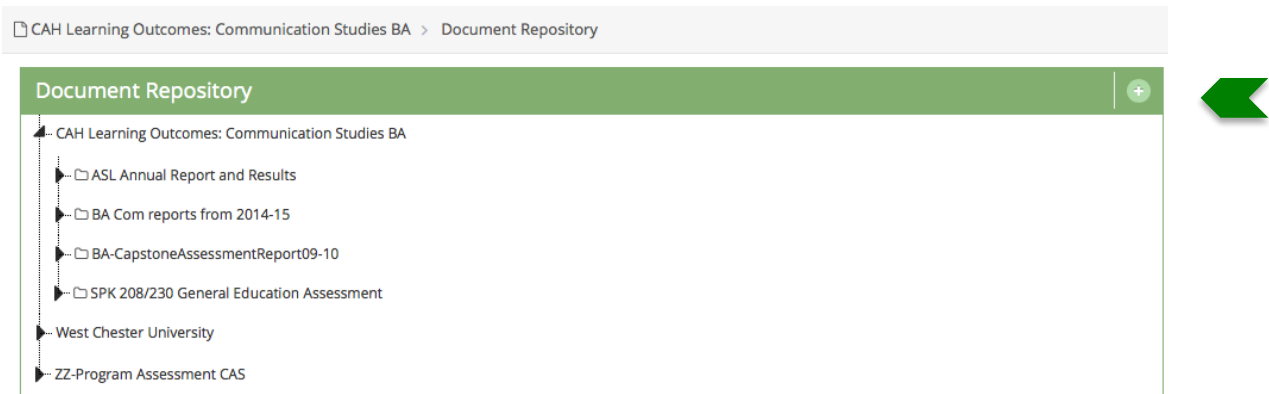 CAH Learning Outcomes: Communication Studies BA > Document Repository
Document Repository
CAH Learning Outcomes: Communication Studies BA
ASL Annual Report and Results
BA Com reports from 2014-15
BA-CapstoneAssessmentReport09-10
SPK 208/230 General Education Assessment
West Chester University
ZZ-Program Assessment CAS